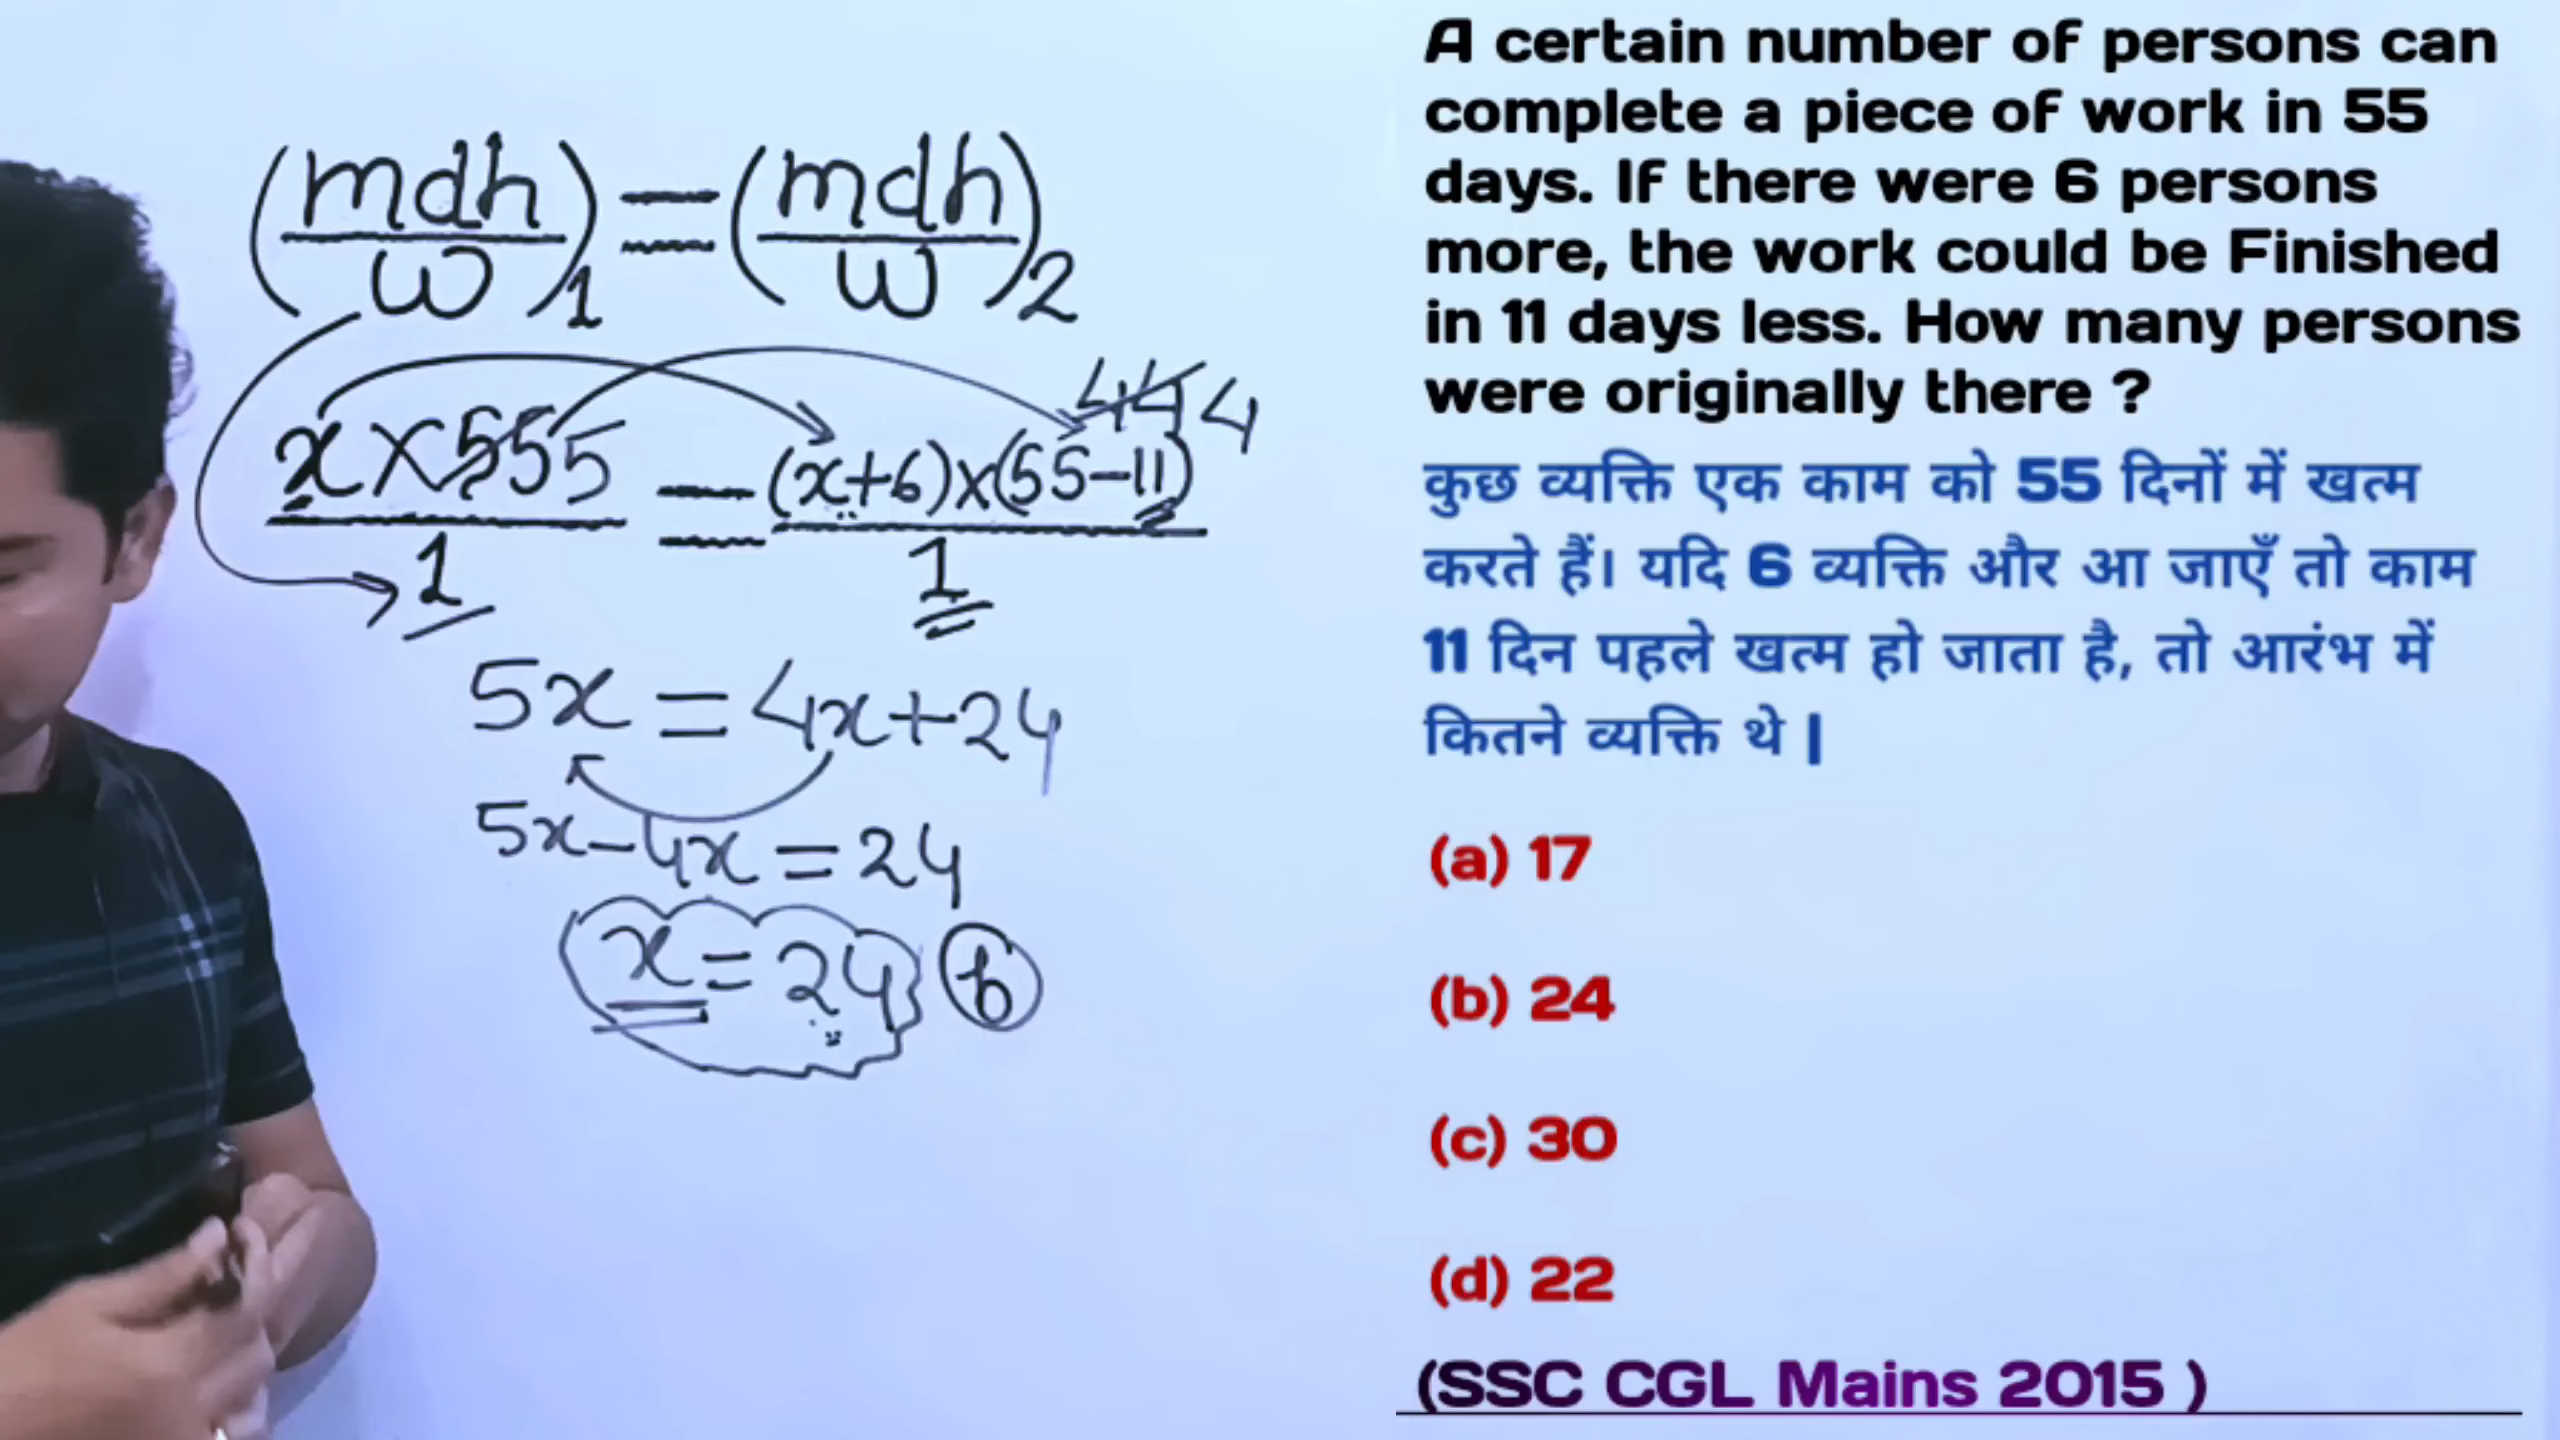 (mdh/ω)₁ = (mdh/ω)₂
x×55 5/1 = (x+6)×(55-11) 44 4/1
5x = 4x+24
5x-4x = 24
x = 24 b
A certain number of persons can
complete a piece of work in 55
days. If there were 6 persons
more, the work could be Finished
in 11 days less. How many persons
were originally there ?
कुछ व्यक्ति एक काम को 55 दिनों में खत्म
करते हैं। यदि 6 व्यक्ति और आ जाएँ तो काम
11 दिन पहले खत्म हो जाता है, तो आरंभ में
कितने व्यक्ति थे |
(a) 17
(b) 24
(c) 30
(d) 22
(SSC CGL Mains 2015 )